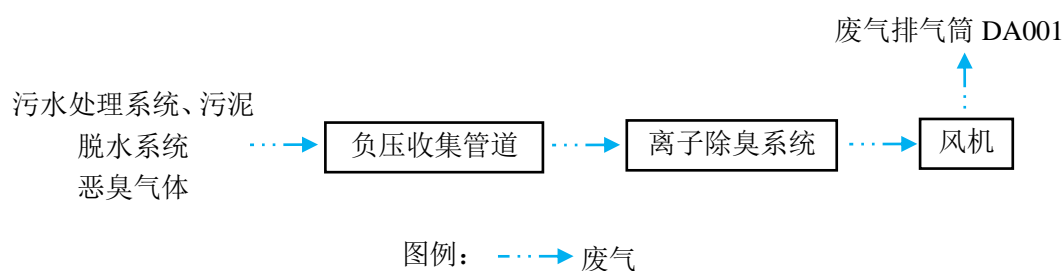 废气排气筒 DA001
污水处理系统、污泥
脱水系统
恶臭气体
负压收集管道
离子除臭系统
风机
图例：
废气